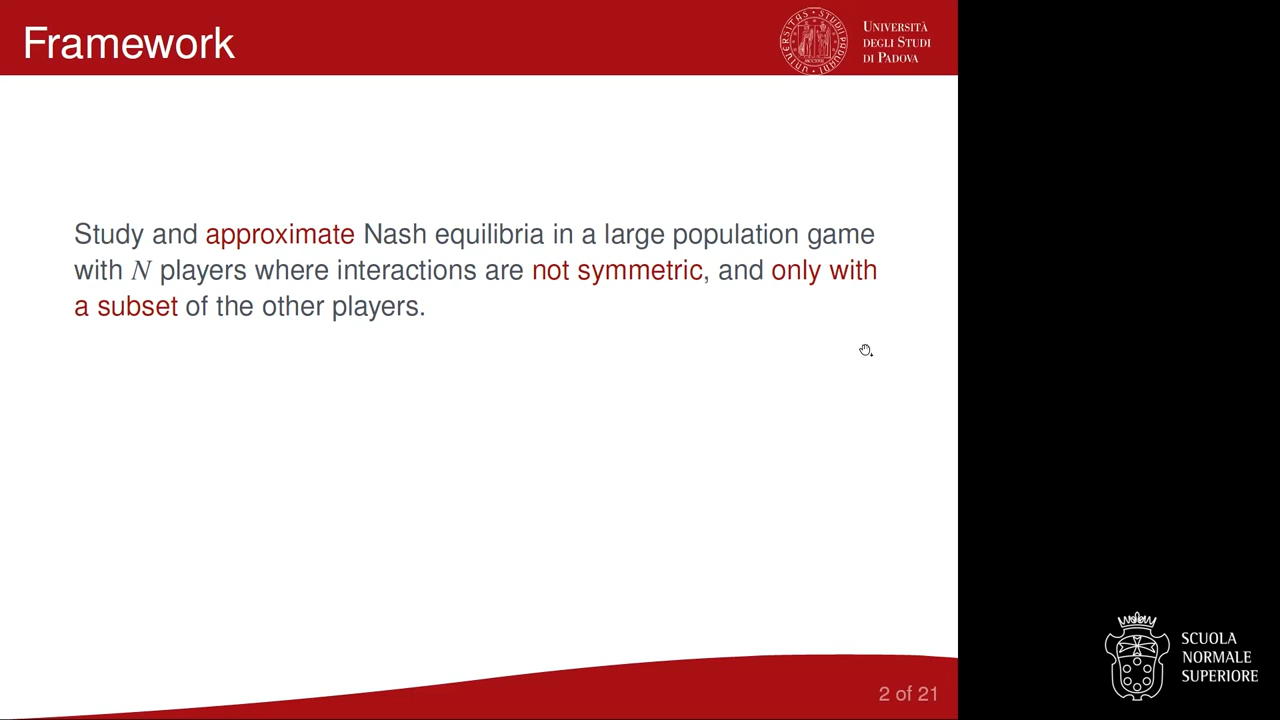 Framework
UNIVERSITÀ
DEGLI STUDI
DI PADOVA
Study and approximate Nash equilibria in a large population game
with N players where interactions are not symmetric, and only with
a subset of the other players.
2 of 21
SCUOLA
NORMALE
SUPERIORE